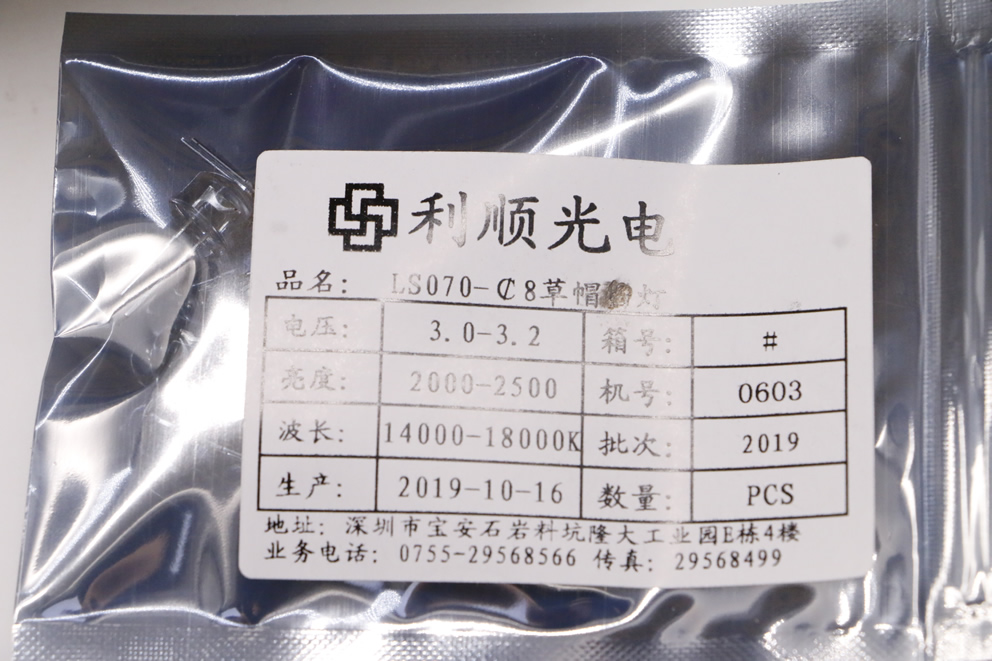 利顺光电
品名: LS070-C8草帽 灯
电压: 3.0-3.2 箱号: #
亮度: 2000-2500 机号: 0603
波长: 14000-18000K 批次: 2019
生产: 2019-10-16 数量: PCS
地址: 深圳市宝安石岩料坑隆大工业园E栋4楼
业务电话: 0755-29568566 传真: 29568499